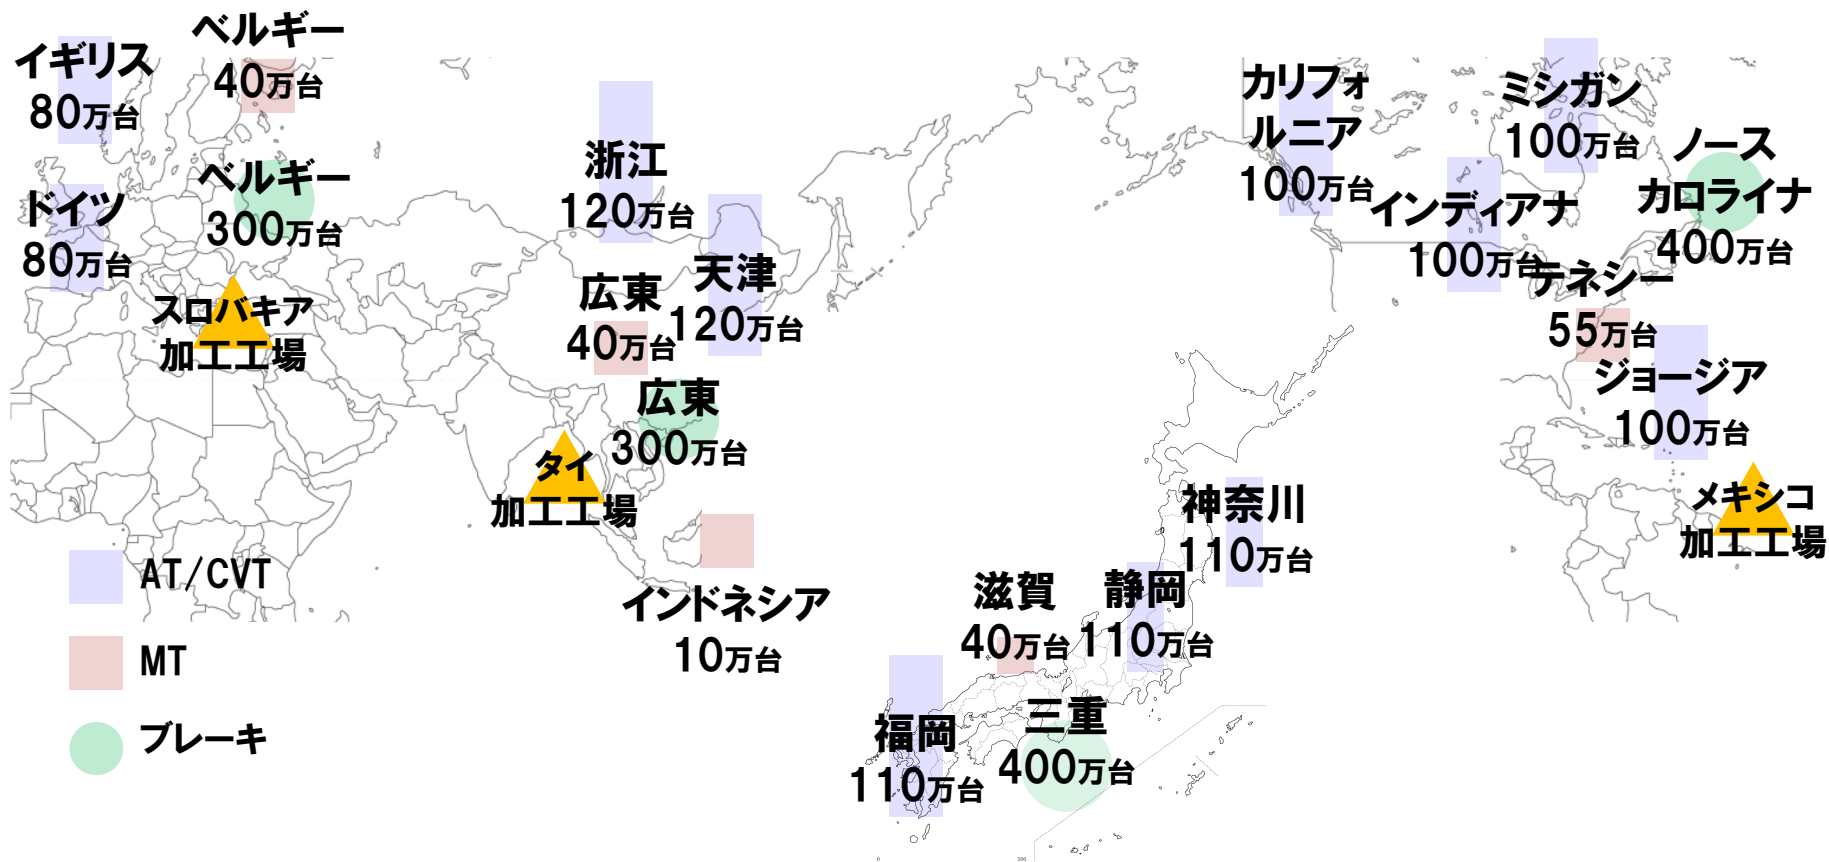 イギリス
80万台
ベルギー
40万台
ドイツ
80万台
ベルギー
300万台
スロバキア
加工工場
浙江
120万台
天津
120万台
広東
40万台
広東
300万台
タイ
加工工場
インドネシア
10万台
AT/CVT
MT
ブレーキ
神奈川
110万台
静岡
110万台
滋賀
40万台
三重
400万台
福岡
110万台
カリフォ
ルニア
100万台
ミシガン
100万台
インディアナ
100万台
ノース
カロライナ
400万台
テネシー
55万台
ジョージア
100万台
メキシコ
加工工場